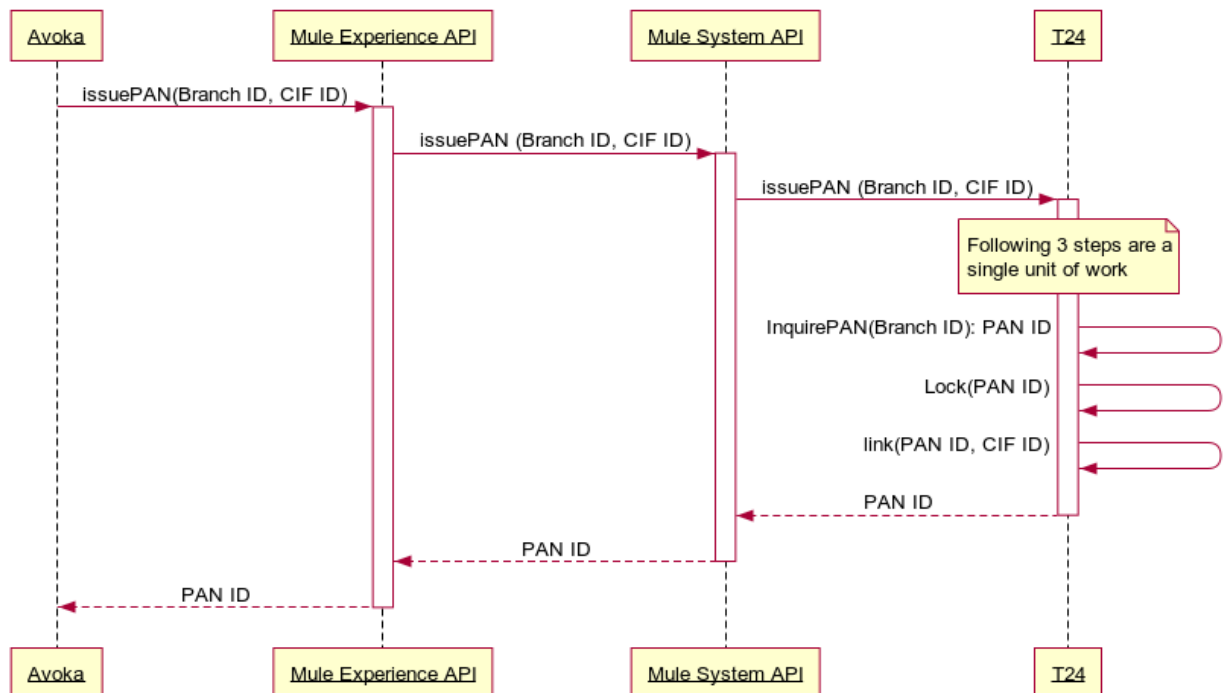 Avoka
Mule Experience API
Mule System API
T24
issuePAN(Branch ID, CIF ID)
issuePAN (Branch ID, CIF ID)
issuePAN (Branch ID, CIF ID)
Following 3 steps are a
single unit of work
InquirePAN(Branch ID): PAN ID
Lock(PAN ID)
link(PAN ID, CIF ID)
PAN ID
PAN ID
PAN ID
Avoka
Mule Experience API
Mule System API
T24